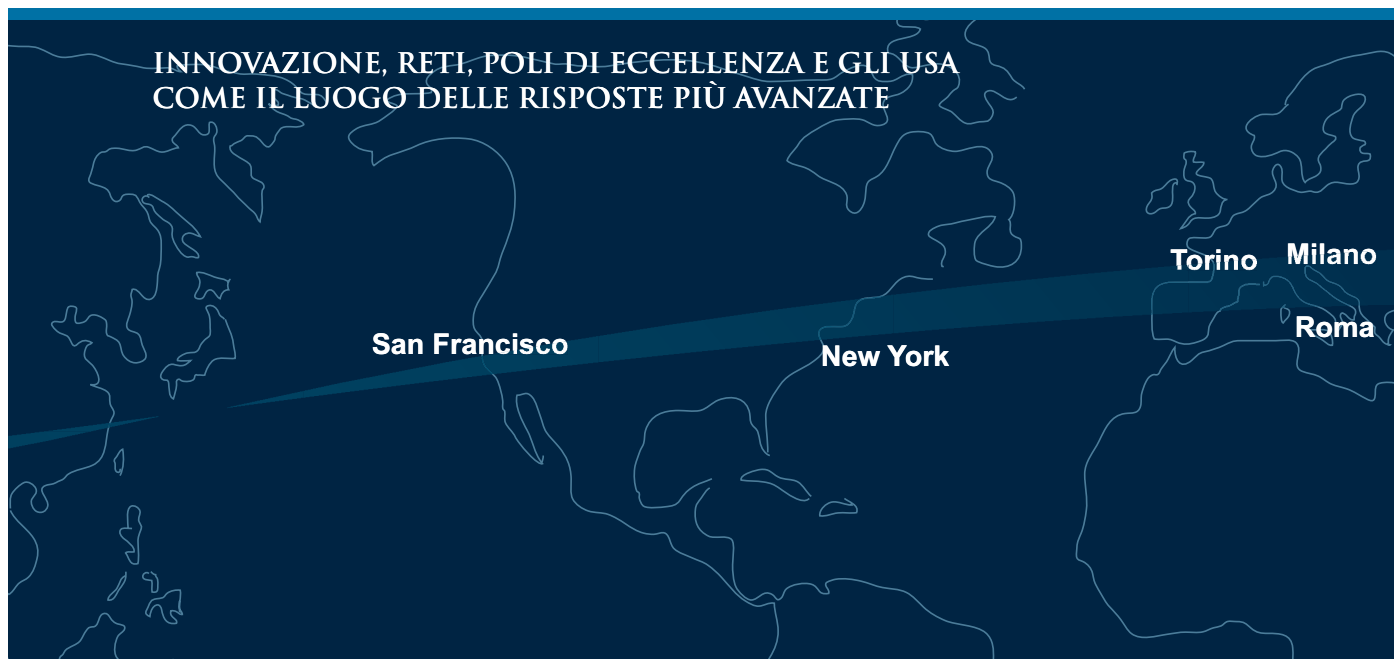 INNOVAZIONE, RETI, POLI DI ECCELLENZA E GLI USA
COME IL LUOGO DELLE RISPOSTE PIÙ AVANZATE
Torino Milano
Roma
San Francisco
New York